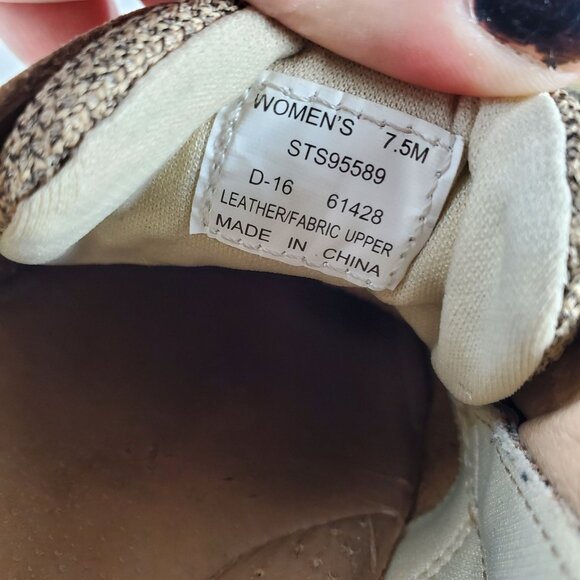 WOMEN'S 7.5M
STS95589
D-16 61428
LEATHER/FABRIC UPPER
MADE IN CHINA